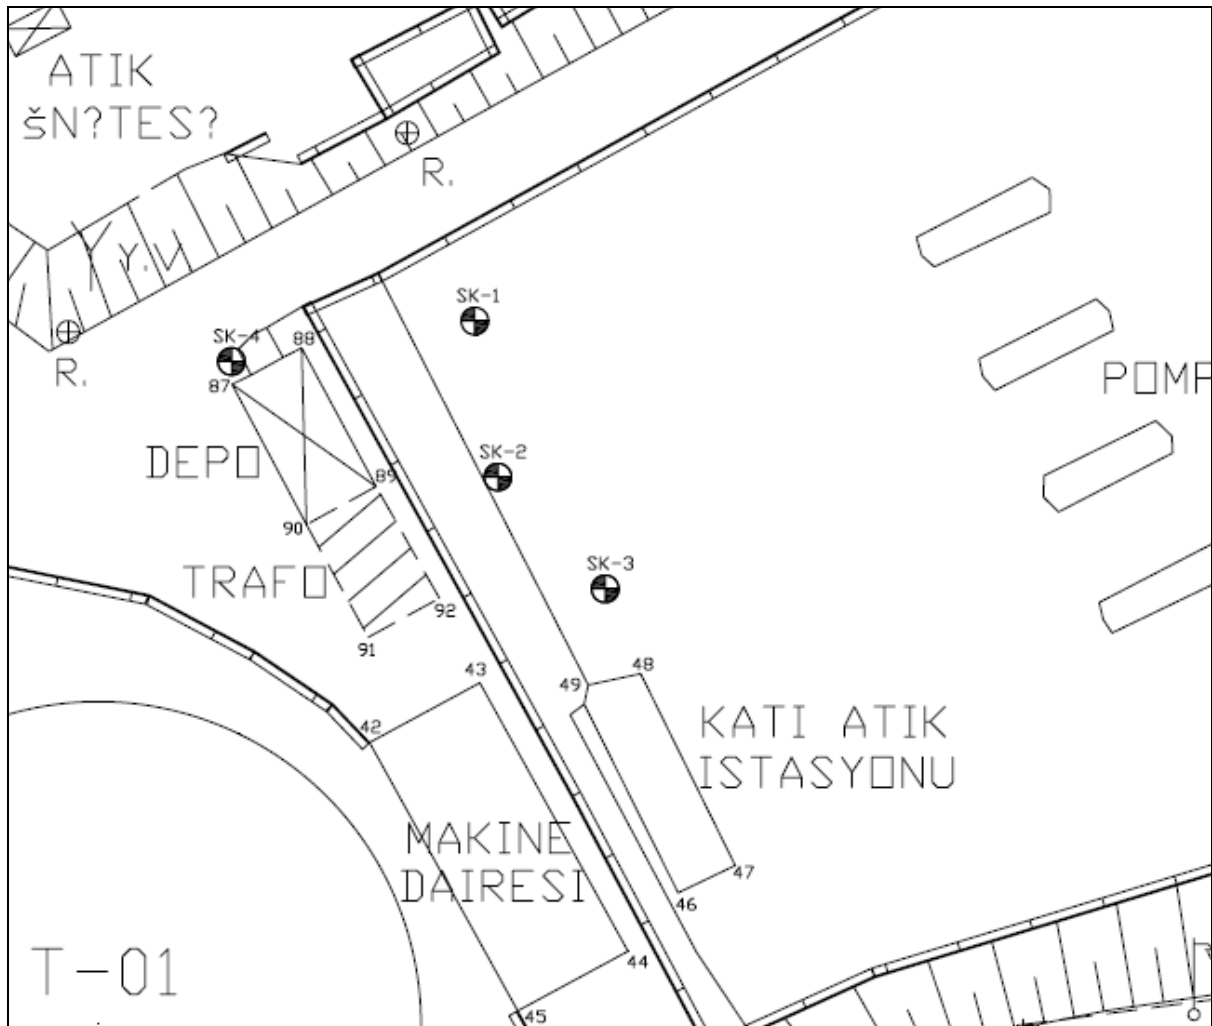 ATIK
šN?TES?
R.
Y.V
R.
SK-1
SK-4
88
87
DEPO
SK-2
89
90
TRAFO
SK-3
92
91
43
49
48
42
KATI ATIK
ISTASYONU
POMP
MAKINE
DAIRESI
47
46
44
T-01
45